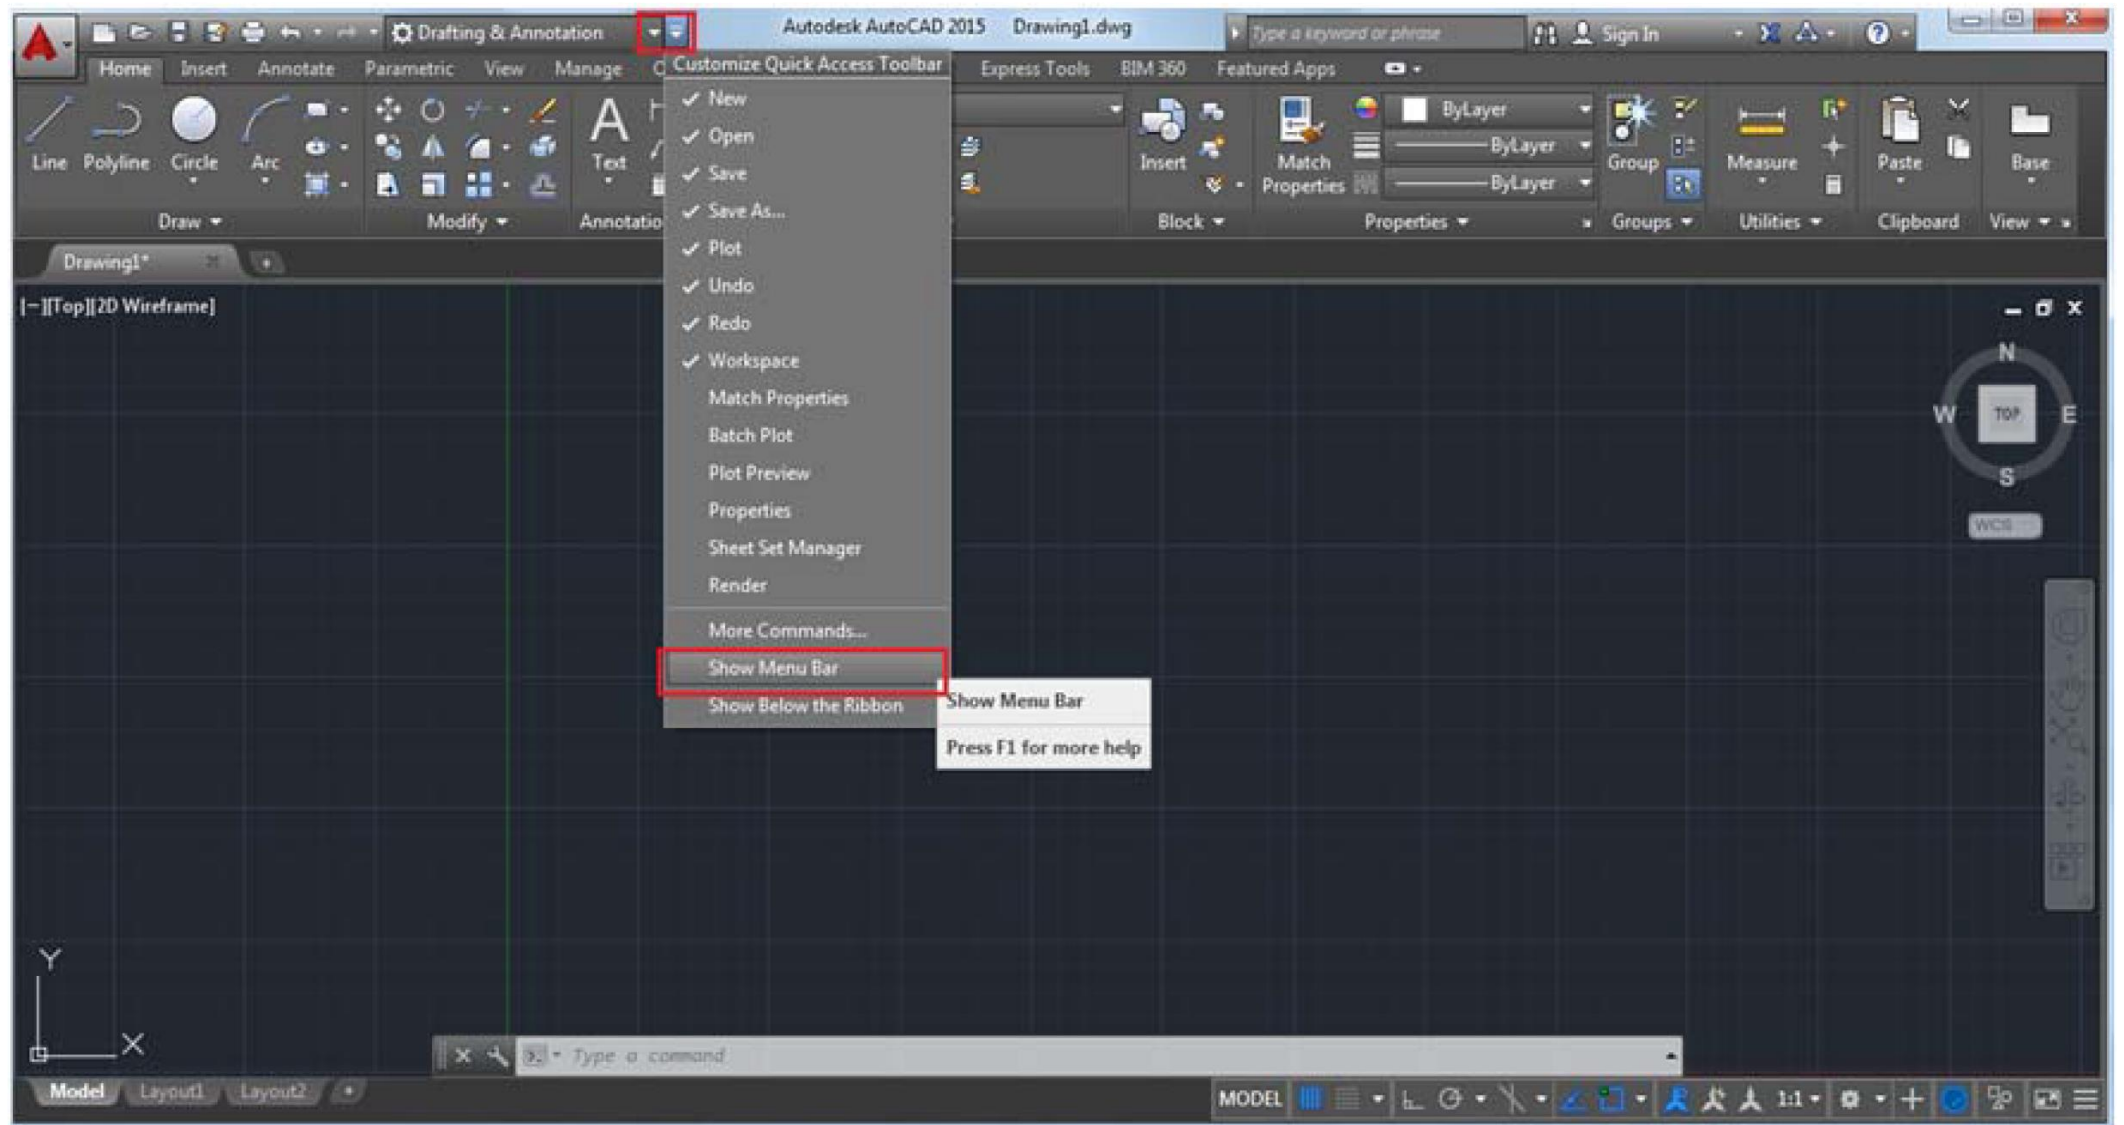 Drafting & Annotation
Autodesk AutoCAD 2015 Drawing1.dwg
Type a keyword or phrase
Sign In
Home Insert Annotate Parametric View Manage
Customize Quick Access Toolbar
Express Tools BIM 360 Featured Apps
New
Open
Save
Save As...
Plot
Undo
Redo
Workspace
Match Properties
Batch Plot
Plot Preview
Properties
Sheet Set Manager
Render
More Commands...
Show Menu Bar
Show Below the Ribbon
Show Menu Bar
Press F1 for more help
Line Polyline Circle Arc
Text
Insert
Match
Properties
ByLayer
ByLayer
ByLayer
Group
Measure
Paste
Base
Draw Modify Annotatio
Block Properties Groups Utilities Clipboard View
Drawing1*
[–][Top][2D Wireframe]
N
W TOP E
S
WCS
Y
X
Type a command
Model Layout1 Layout2
MODEL
1:1